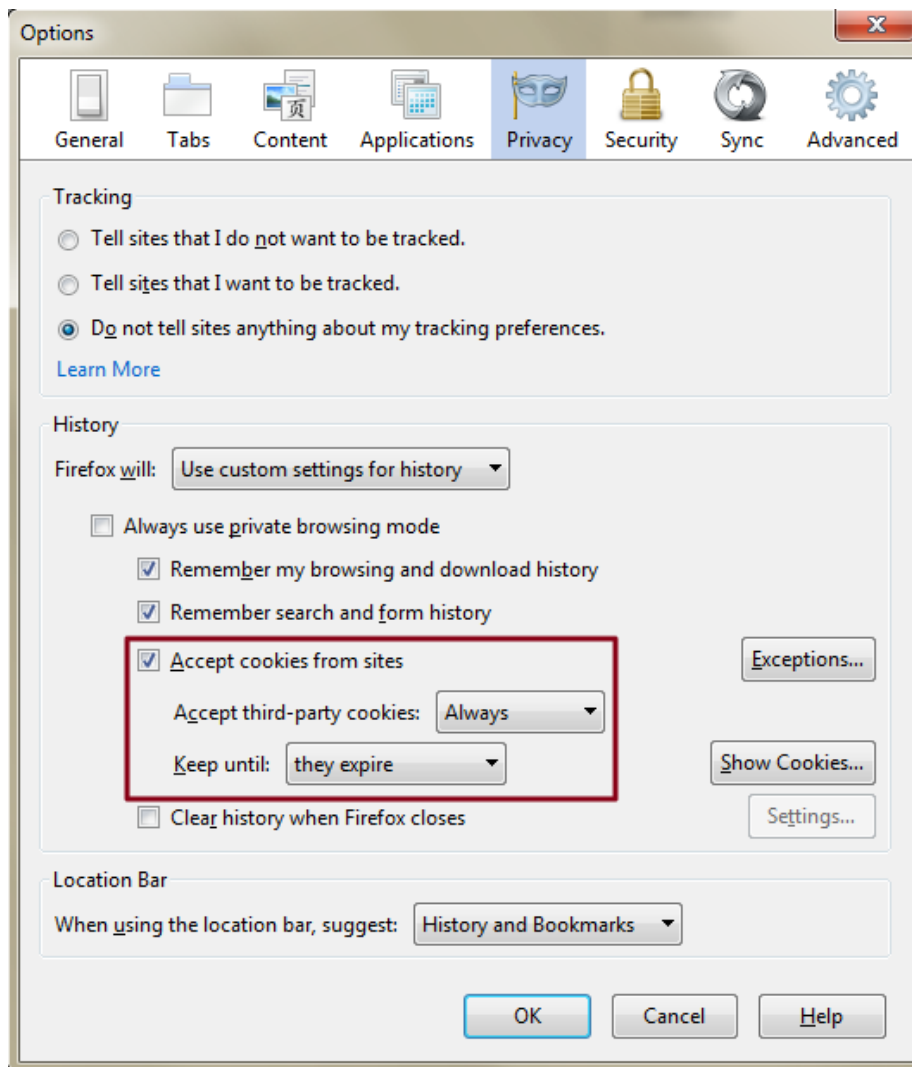 Options
General Tabs Content Applications Privacy Security Sync Advanced
页
Tracking
Tell sites that I do not want to be tracked.
Tell sites that I want to be tracked.
Do not tell sites anything about my tracking preferences.
Learn More
History
Firefox will: Use custom settings for history
Always use private browsing mode
Remember my browsing and download history
Remember search and form history
Accept cookies from sites Exceptions...
Accept third-party cookies: Always
Keep until: they expire Show Cookies...
Clear history when Firefox closes Settings...
Location Bar
When using the location bar, suggest: History and Bookmarks
OK Cancel Help